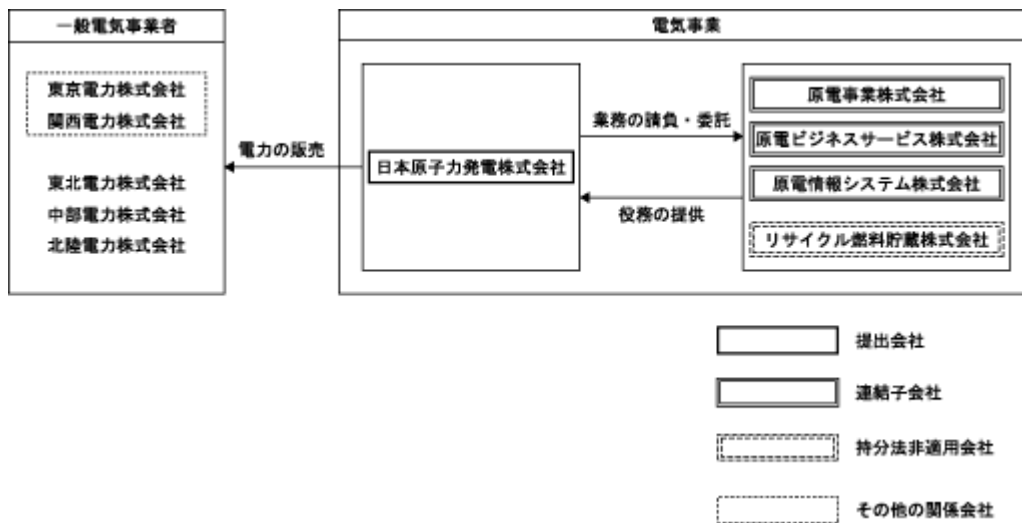 一般電気事業者
東京電力株式会社
関西電力株式会社
東北電力株式会社
中部電力株式会社
北陸電力株式会社
電力の販売
電気事業
日本原子力発電株式会社
業務の請負・委託
役務の提供
原電事業株式会社
原電ビジネスサービス株式会社
原電情報システム株式会社
リサイクル燃料貯蔵株式会社
提出会社
連結子会社
持分法非適用会社
その他の関係会社